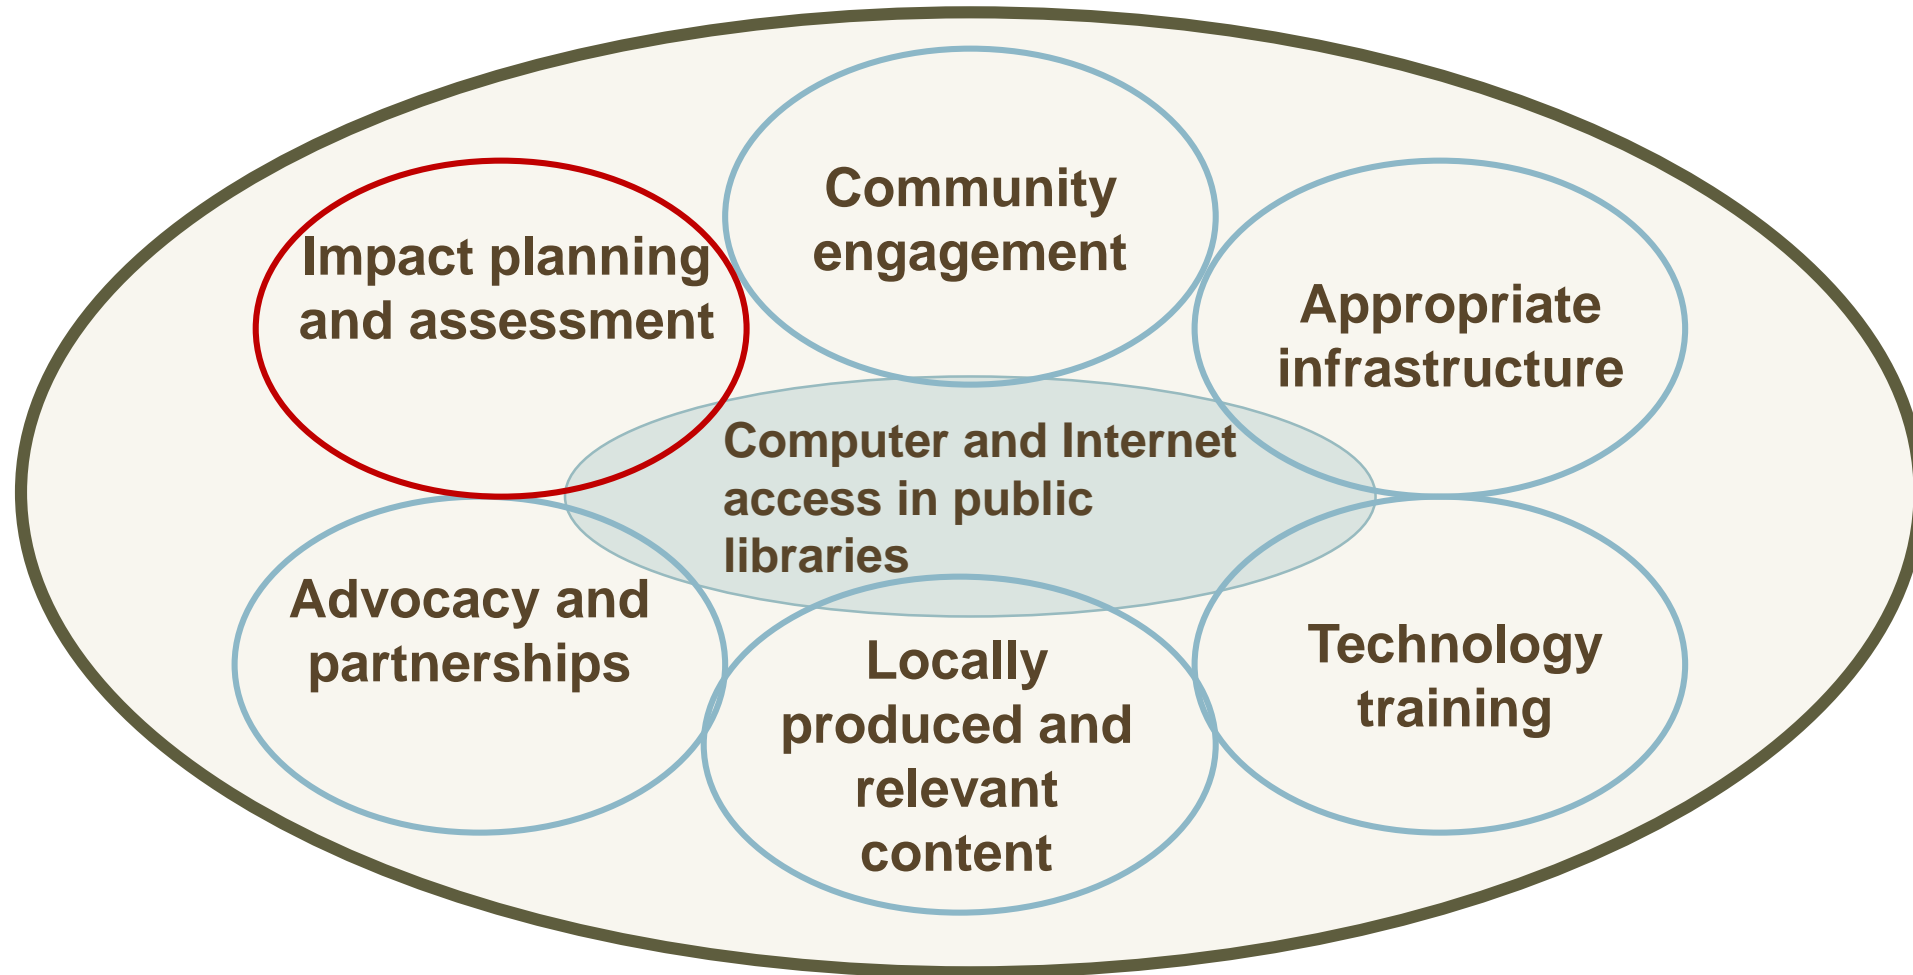 Community
engagement
Impact planning
and assessment
Appropriate
infrastructure
Computer and Internet
access in public
libraries
Advocacy and
partnerships
Locally
produced and
relevant
content
Technology
training